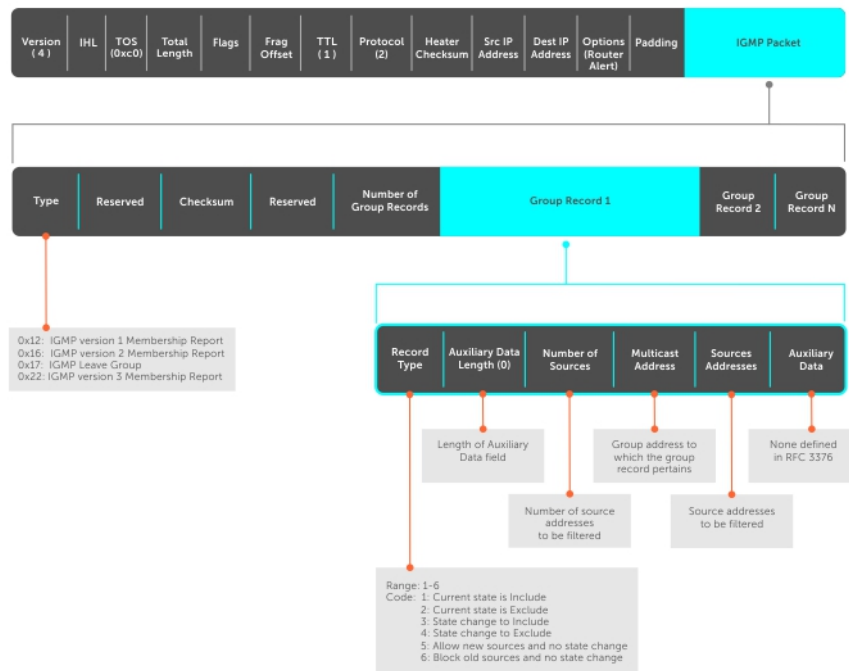 Version
( 4 )
IHL
TOS
(0xc0)
Total
Length
Flags
Frag
Offset
TTL
( 1 )
Protocol
(2)
Heater
Checksum
Src IP
Address
Dest IP
Address
Options
(Router
Alert)
Padding
IGMP Packet
Type
Reserved
Checksum
Reserved
Number of
Group Records
Group Record 1
Group
Record 2
Group
Record N
0x12: IGMP version 1 Membership Report
0x16: IGMP version 2 Membership Report
0x17: IGMP Leave Group
0x22: IGMP version 3 Membership Report
Record
Type
Auxiliary Data
Length (0)
Number of
Sources
Multicast
Address
Sources
Addresses
Auxiliary
Data
Length of Auxiliary
Data field
Group address to
which the group
record pertains
None defined
in RFC 3376
Number of source
addresses
to be filtered
Source addresses
to be filtered
Range: 1-6
Code: 1: Current state is Include
2: Current state is Exclude
3: State change to Include
4: State change to Exclude
5: Allow new sources and no state change
6: Block old sources and no state change